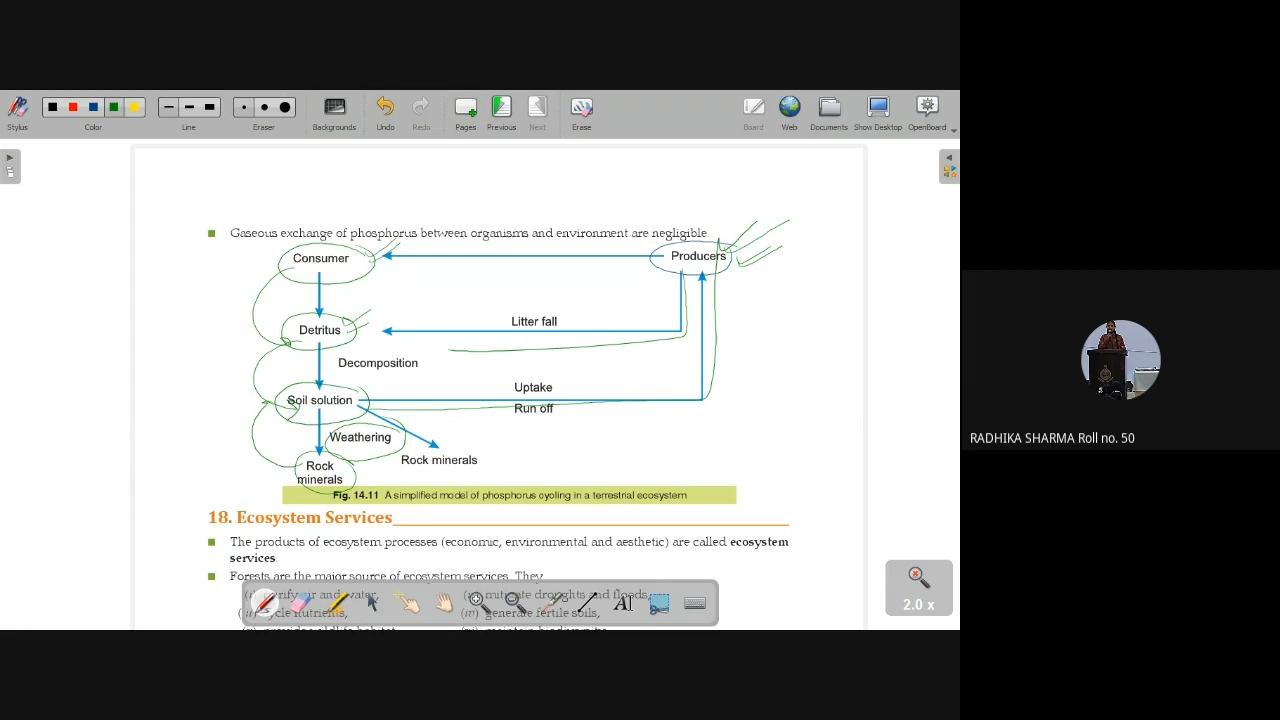 Stylus
Color
Line
Eraser
Backgrounds
Undo
Redo
Pages
Previous
Next
Erase
Board
Web
Documents
Show Desktop
OpenBoard
Gaseous exchange of phosphorus between organisms and environment are negligible.
Consumer
Producers
Litter fall
Detritus
Decomposition
Uptake
Soil solution
Run off
Weathering
Rock minerals
Rock
minerals
Fig. 14.11 A simplified model of phosphorus cycling in a terrestrial ecosystem
18. Ecosystem Services
The products of ecosystem processes (economic, environmental and aesthetic) are called ecosystem
services.
Forests are the major source of ecosystem services. They
air and water, mitigate droughts and floods,
cycle nutrients, (iv) generate fertile soils,
2.0 x
RADHIKA SHARMA Roll no. 50